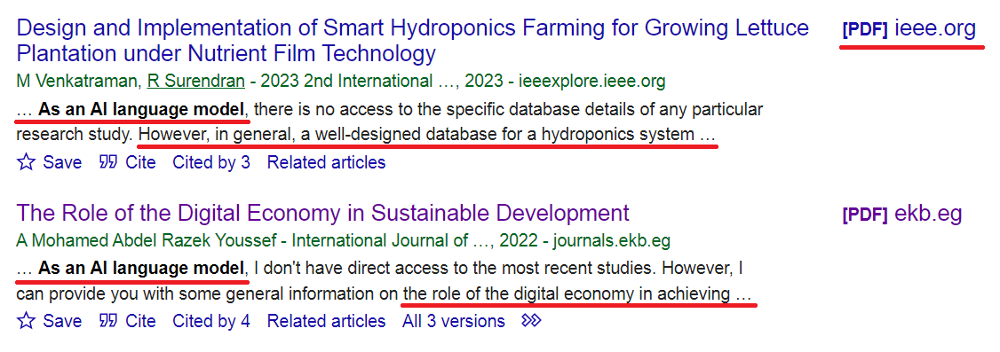 Design and Implementation of Smart Hydroponics Farming for Growing Lettuce
Plantation under Nutrient Film Technology
[PDF] ieee.org
M Venkatraman, R Surendran - 2023 2nd International …, 2023 - ieeexplore.ieee.org
… As an AI language model, there is no access to the specific database details of any particular
research study. However, in general, a well-designed database for a hydroponics system …
Save Cite Cited by 3 Related articles
The Role of the Digital Economy in Sustainable Development
[PDF] ekb.eg
A Mohamed Abdel Razek Youssef - International Journal of …, 2022 - journals.ekb.eg
… As an AI language model, I don't have direct access to the most recent studies. However, I
can provide you with some general information on the role of the digital economy in achieving …
Save Cite Cited by 4 Related articles All 3 versions